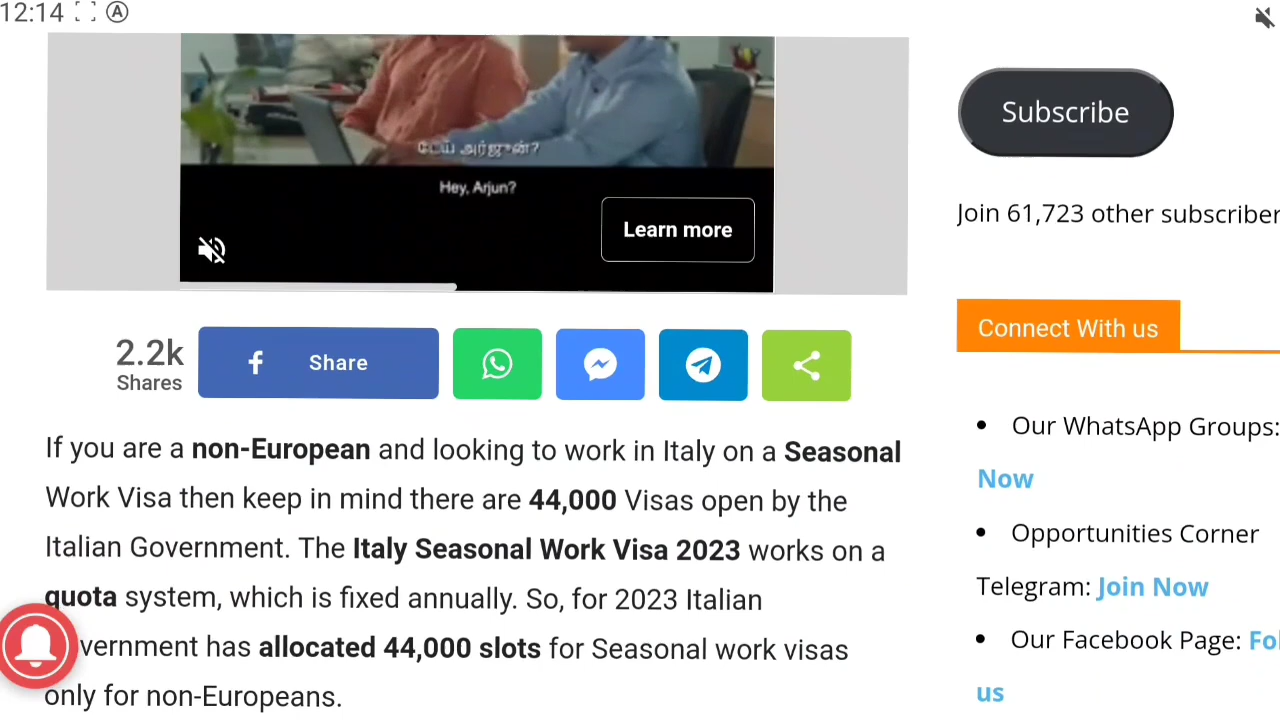 12:14
டேய் அர்ஜுன்?
Hey, Arjun?
Learn more
2.2k
Shares
Share
If you are a non-European and looking to work in Italy on a Seasonal
Work Visa then keep in mind there are 44,000 Visas open by the
Italian Government. The Italy Seasonal Work Visa 2023 works on a
quota system, which is fixed annually. So, for 2023 Italian
vernment has allocated 44,000 slots for Seasonal work visas
only for non-Europeans.
Subscribe
Join 61,723 other subscriber
Connect With us
Our WhatsApp Groups:
Now
Opportunities Corner
Telegram: Join Now
Our Facebook Page: Fol
us